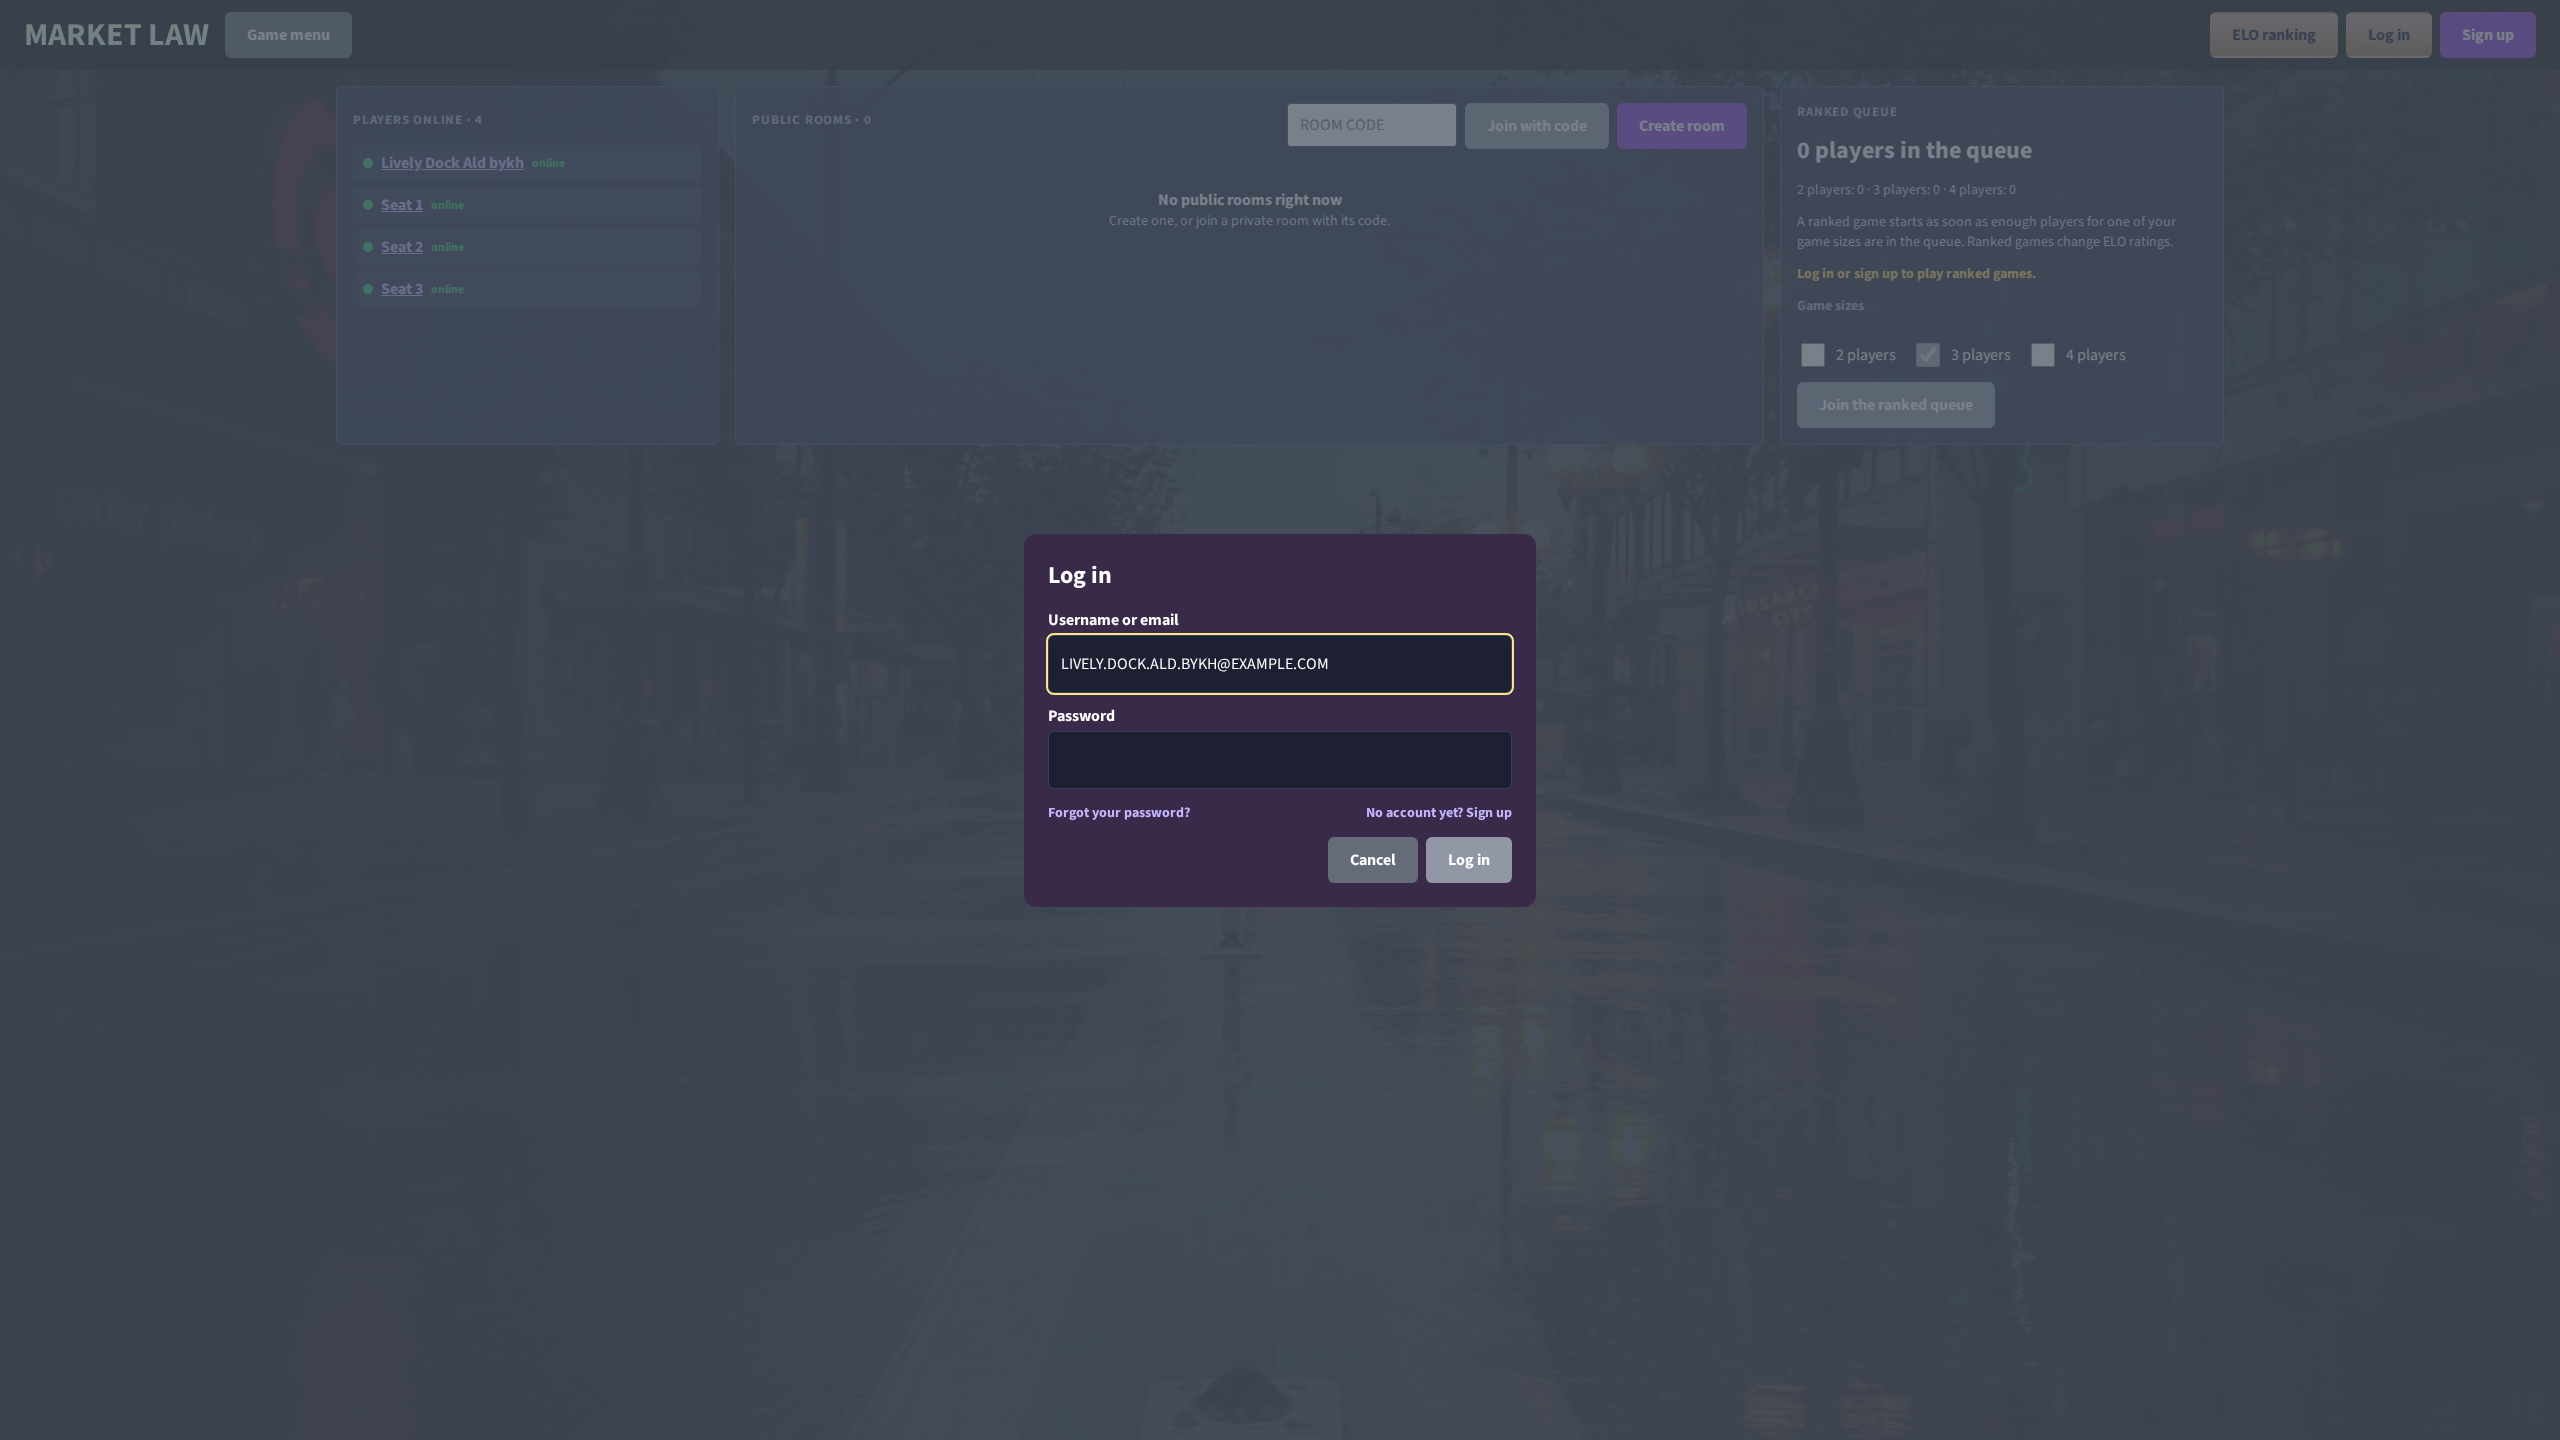 MARKET LAW
Game menu
ELO ranking
Log in
Sign up
PLAYERS ONLINE · 4
Lively Dock Ald bykh online
Seat 1 online
Seat 2 online
Seat 3 online
PUBLIC ROOMS · 0
ROOM CODE
Join with code
Create room
No public rooms right now
Create one, or join a private room with its code.
RANKED QUEUE
0 players in the queue
2 players: 0 · 3 players: 0 · 4 players: 0
A ranked game starts as soon as enough players for one of your
game sizes are in the queue. Ranked games change ELO ratings.
Log in or sign up to play ranked games.
Game sizes
2 players
3 players
4 players
Join the ranked queue
order pickup
SNEAKER
CITY
Log in
Username or email
LIVELY.DOCK.ALD.BYKH@EXAMPLE.COM
Password
Forgot your password?
No account yet? Sign up
Cancel
Log in